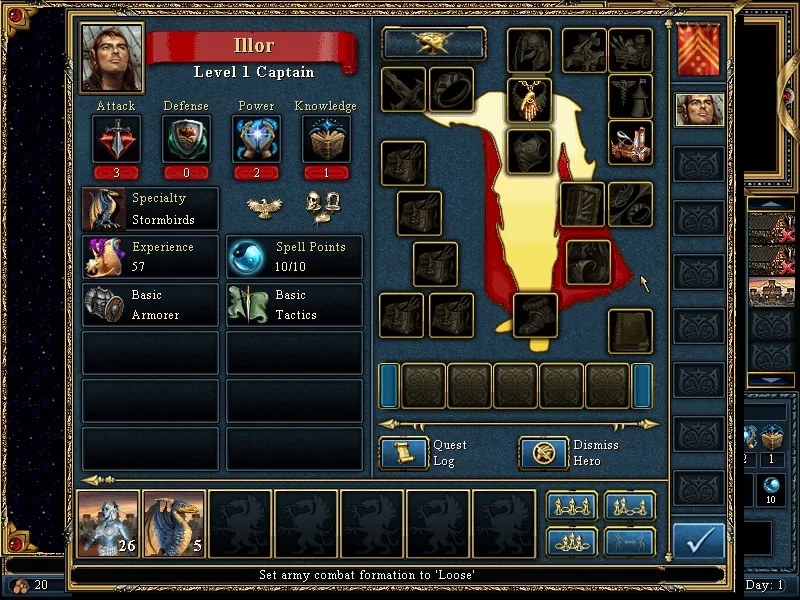 Illor
Level 1 Captain
Attack Defense Power Knowledge
3 0 2 1
Specialty
Stormbirds
Experience
57
Spell Points
10/10
Basic
Armorer
Basic
Tactics
Quest
Log
Dismiss
Hero
26 5
2 1
10
Set army combat formation to 'Loose'
20
Day: 1